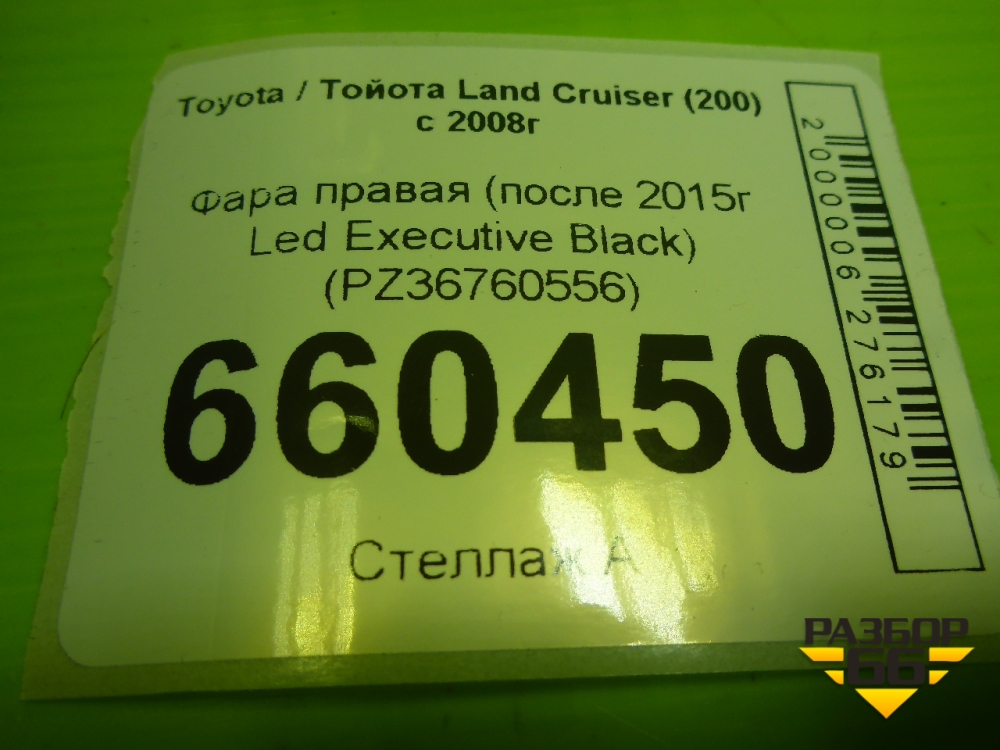 Toyota / Тойота Land Cruiser (200)
с 2008г
Фара правая (после 2015г
Led Executive Black)
(PZ36760556)
660450
Стеллаж А
2000006276179
РАЗБОР
66